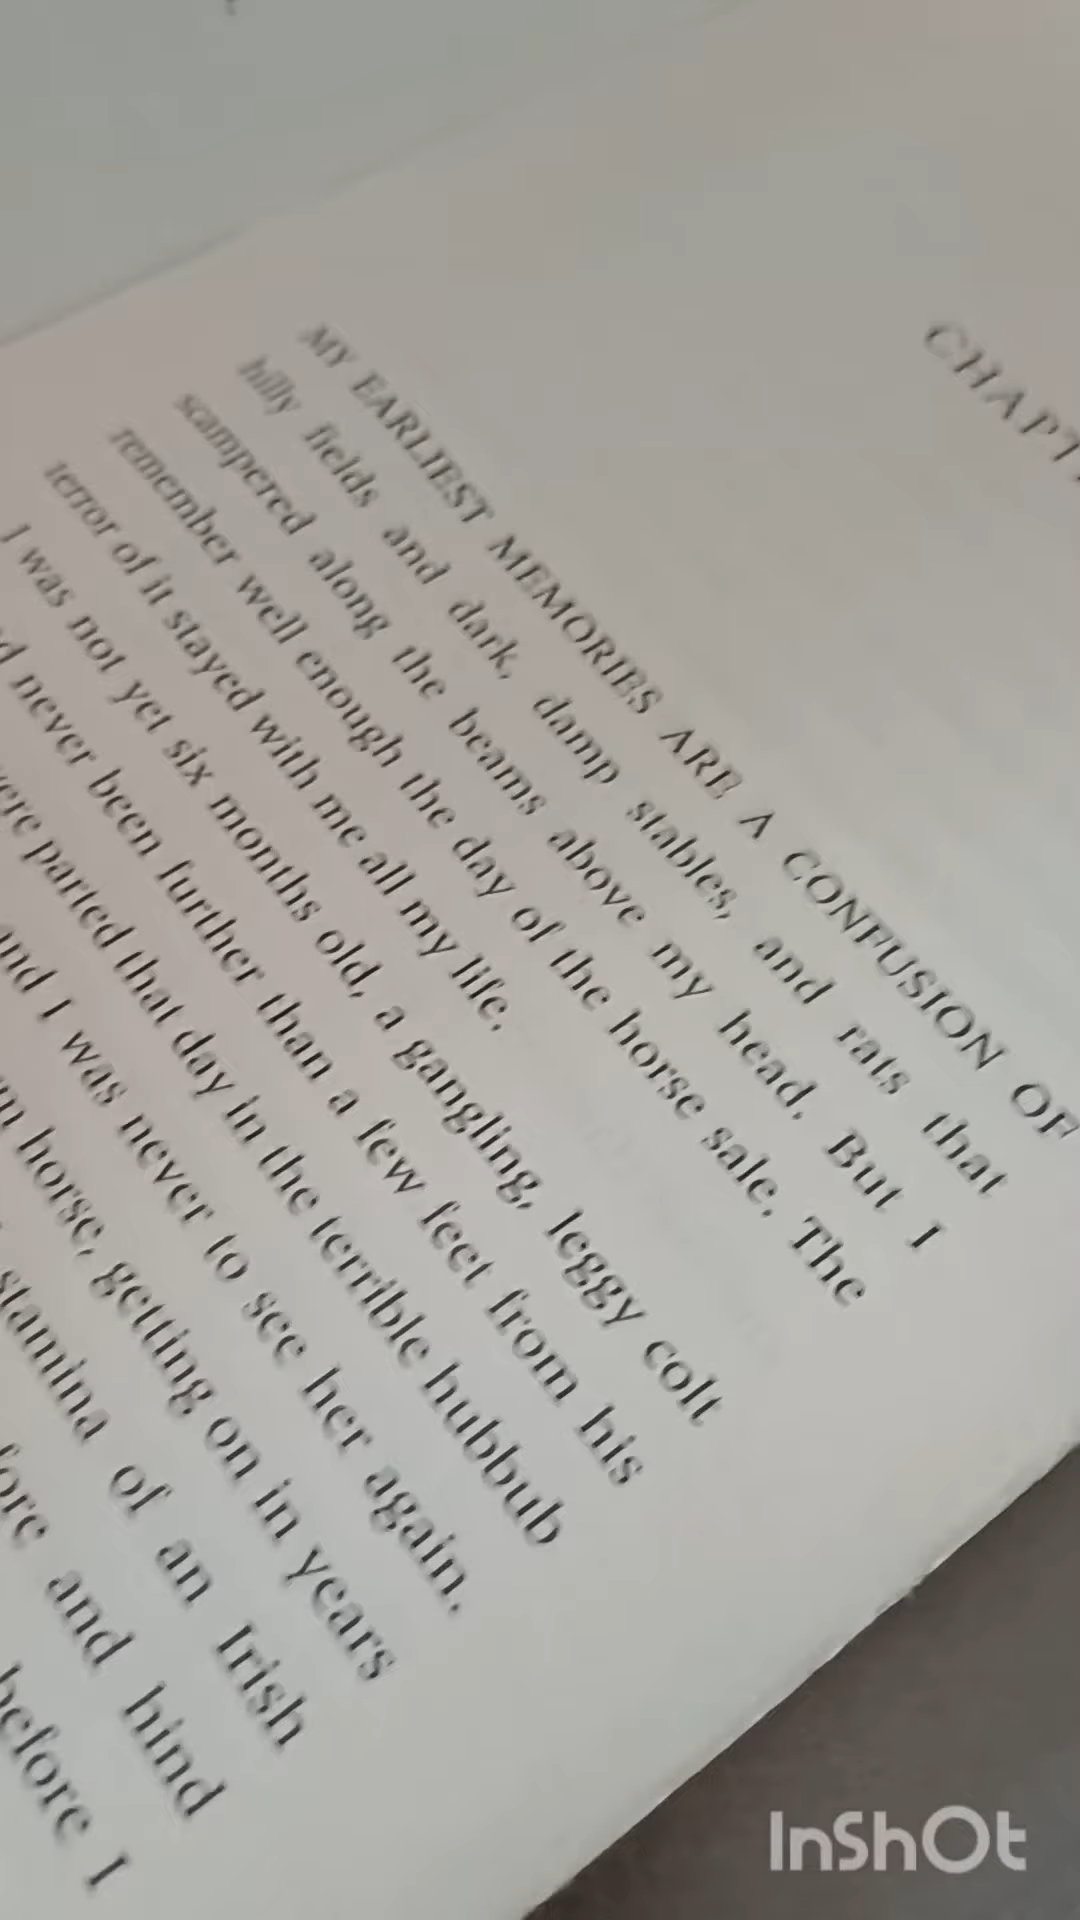 CHAPT
MY EARLIEST MEMORIES ARE A CONFUSION OF
hilly fields and dark, damp stables, and rats that
scampered along the beams above my head. But I
remember well enough the day of the horse sale. The
terror of it stayed with me all my life.
I was not yet six months old, a gangling, leggy colt
d never been further than a few feet from his
ere parted that day in the terrible hubbub
and I was never to see her again.
m horse, getting on in years
stamina of an Irish
fore and hind
before I
InShOt